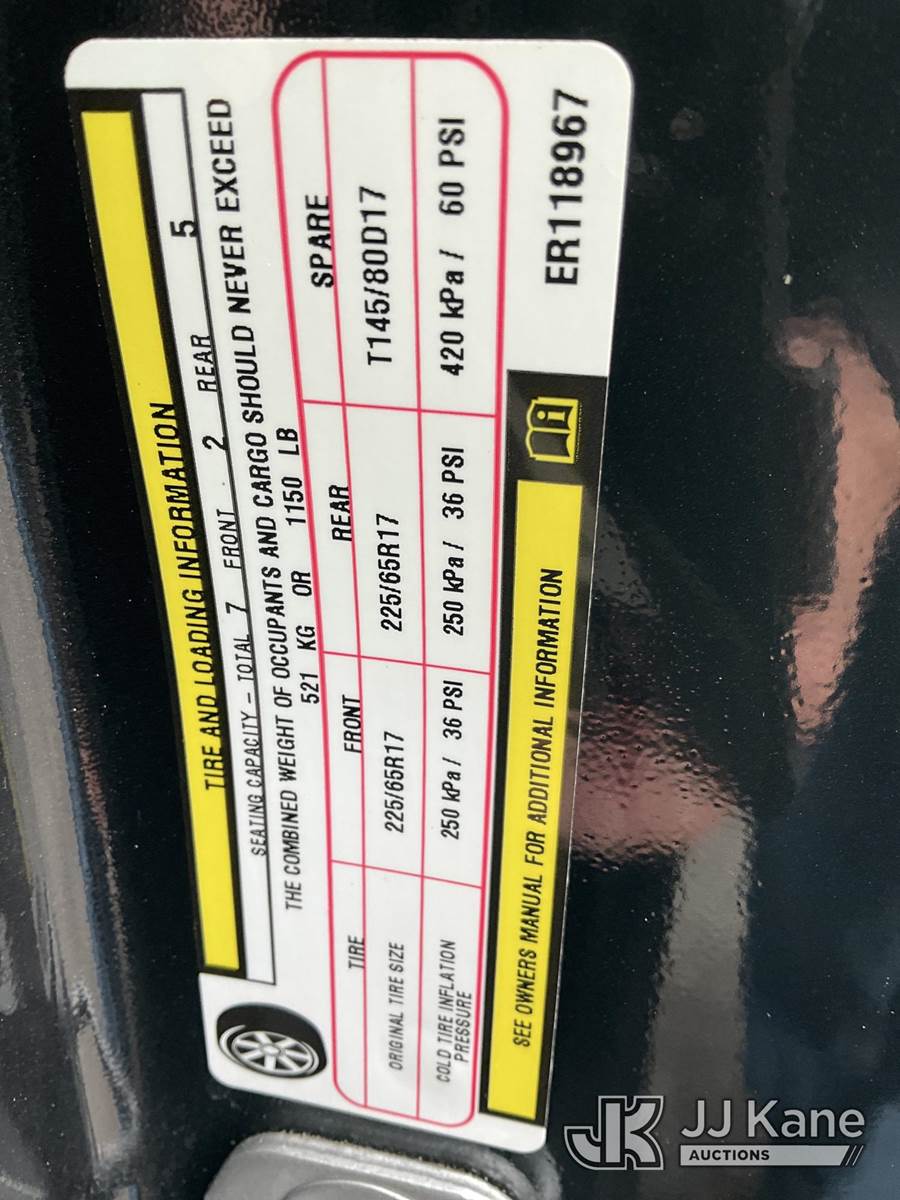 TIRE AND LOADING INFORMATION
SEATING CAPACITY - TOTAL 7 FRONT 2 REAR 5
THE COMBINED WEIGHT OF OCCUPANTS AND CARGO SHOULD NEVER EXCEED
521 KG OR 1150 LB
TIRE FRONT REAR SPARE
ORIGINAL TIRE SIZE 225/65R17 225/65R17 T145/80D17
COLD TIRE INFLATION PRESSURE 250 kPa / 36 PSI 250 kPa / 36 PSI 420 kPa / 60 PSI
SEE OWNERS MANUAL FOR ADDITIONAL INFORMATION
ER118967
JK JJ Kane
AUCTIONS